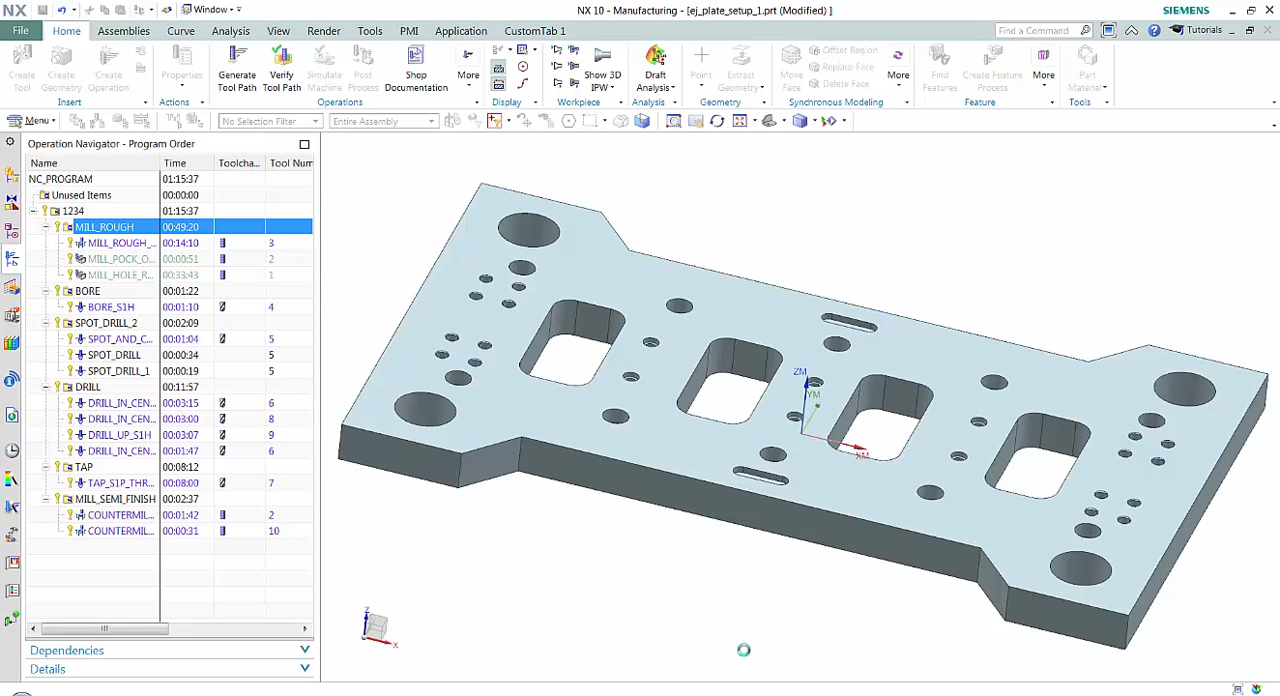 NX Window NX 10 - Manufacturing - [ej_plate_setup_1.prt (Modified) ] SIEMENS
File Home Assemblies Curve Analysis View Render Tools PMI Application CustomTab 1 Find a Command Tutorials
Create Tool Create Geometry Create Operation Properties Generate Tool Path Verify Tool Path Simulate Machine Post Process Shop Documentation More Show 3D IPW Draft Analysis Point Extract Geometry Move Face Offset Region Replace Face Delete Face More Find Features Create Feature Process More Part Material
Insert Actions Operations Display Workpiece Analysis Geometry Synchronous Modeling Feature Tools
Menu No Selection Filter Entire Assembly
Operation Navigator - Program Order
Name Time Toolcha... Tool Num
NC_PROGRAM 01:15:37
Unused Items 00:00:00
1234 01:15:37
MILL_ROUGH 00:49:20
MILL_ROUGH_... 00:14:10 3
MILL_POCK_O... 00:00:51 2
MILL_HOLE_R... 00:33:43 1
BORE 00:01:22
BORE_S1H 00:01:10 4
SPOT_DRILL_2 00:02:09
SPOT_AND_C... 00:01:04 5
SPOT_DRILL 00:00:34 5
SPOT_DRILL_1 00:00:19 5
DRILL 00:11:57
DRILL_IN_CEN... 00:03:15 6
DRILL_IN_CEN... 00:03:00 8
DRILL_UP_S1H 00:03:07 9
DRILL_IN_CEN... 00:01:47 6
TAP 00:08:12
TAP_S1P_THR... 00:08:00 7
MILL_SEMI_FINISH 00:02:37
COUNTERMIL... 00:01:42 2
COUNTERMIL... 00:00:31 10
Dependencies
Details
ZM
YM
XM
Z
X